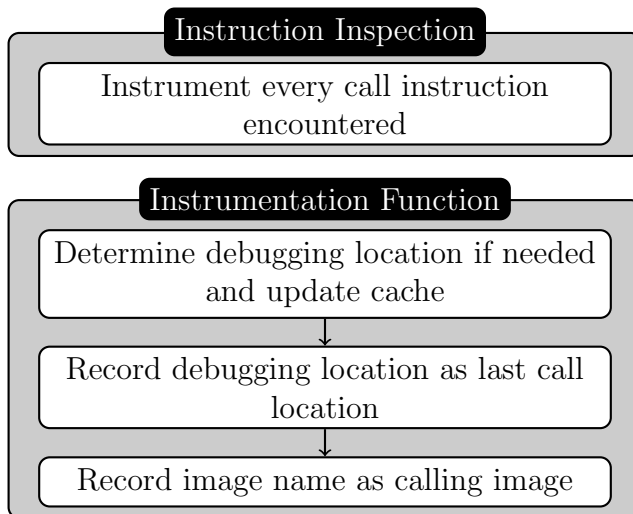 Instruction Inspection
Instrument every call instruction
encountered
Instrumentation Function
Determine debugging location if needed
and update cache
Record debugging location as last call
location
Record image name as calling image